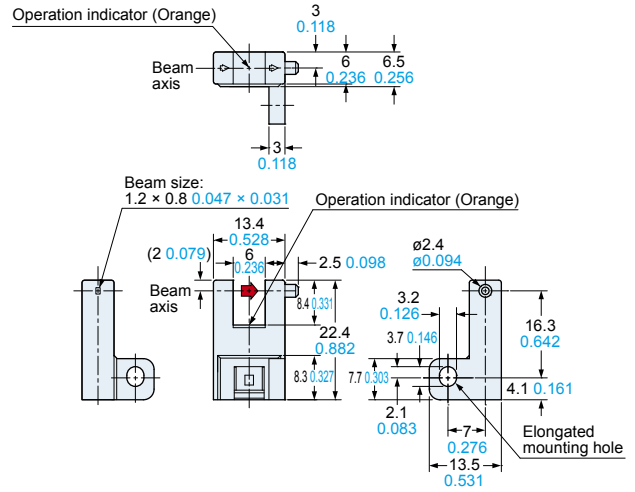 Operation indicator (Orange)
3
0.118
Beam
axis
6
0.236
6.5
0.256
3
0.118
Beam size:
1.2 × 0.8 0.047 × 0.031
Operation indicator (Orange)
13.4
0.528
(2 0.079)
6
0.236
2.5 0.098
Beam
axis
8.4 0.331
22.4
0.882
8.3 0.327
ø2.4
ø0.094
3.2
0.126
3.7 0.146
16.3
0.642
7.7 0.303
4.1 0.161
2.1
0.083
7
0.276
Elongated
mounting hole
13.5
0.531